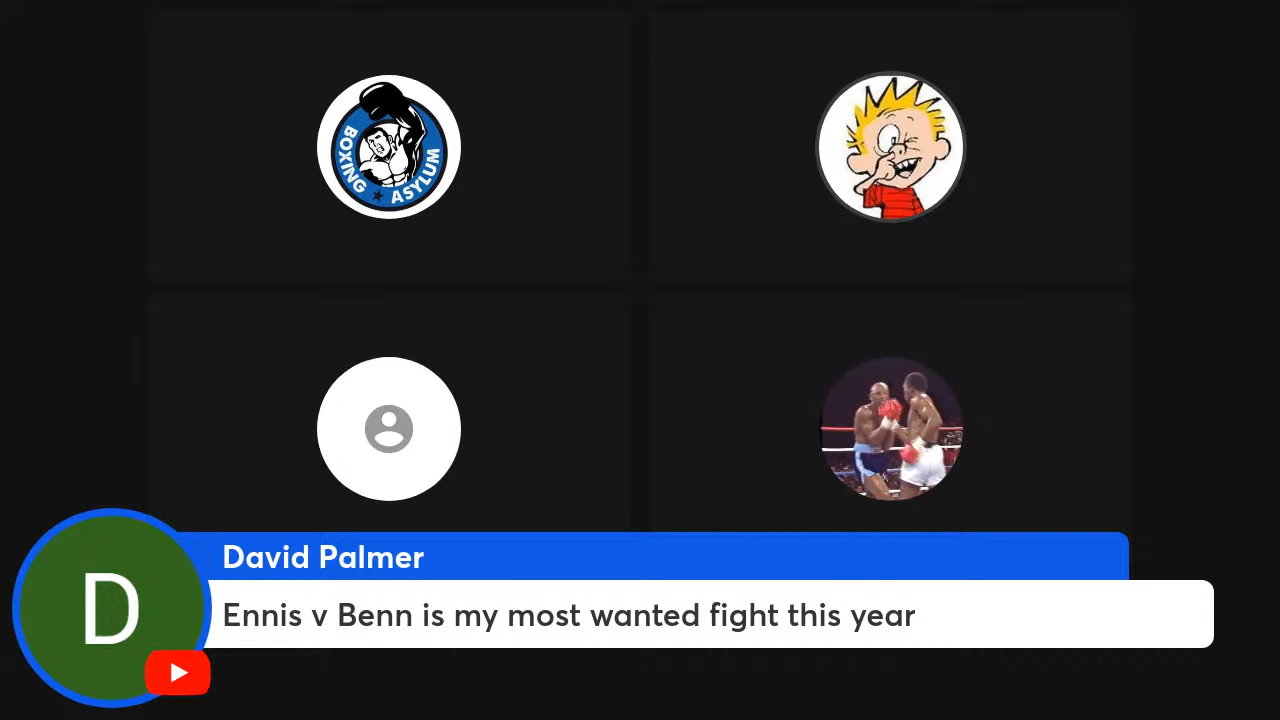 BOXING ASYLUM
David Palmer
D
Ennis v Benn is my most wanted fight this year